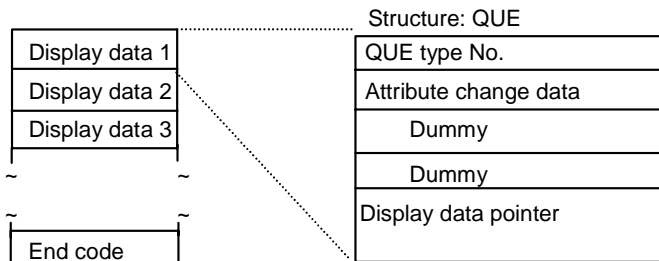 Structure: QUE
Display data 1
Display data 2
Display data 3
~ ~
~ ~
End code
QUE type No.
Attribute change data
Dummy
Dummy
Display data pointer